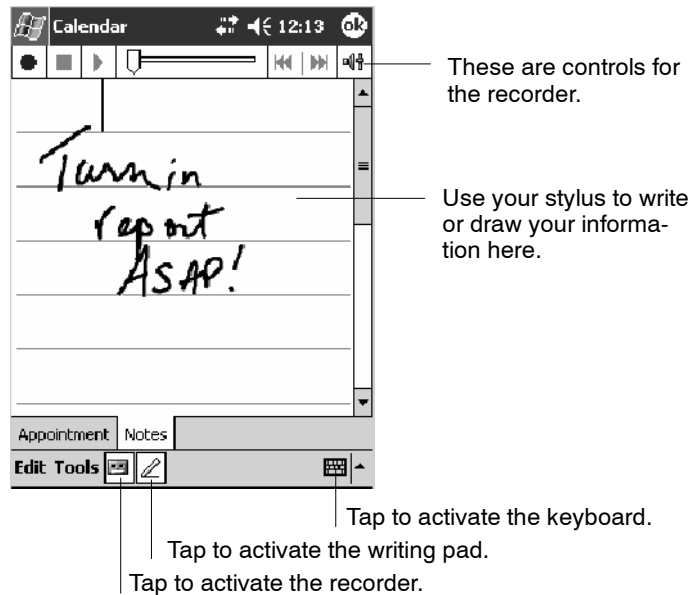 Calendar 12:13 ok
These are controls for
the recorder.
Turn in
report
ASAP!
Use your stylus to write
or draw your informa-
tion here.
Appointment Notes
Edit Tools
Tap to activate the keyboard.
Tap to activate the writing pad.
Tap to activate the recorder.